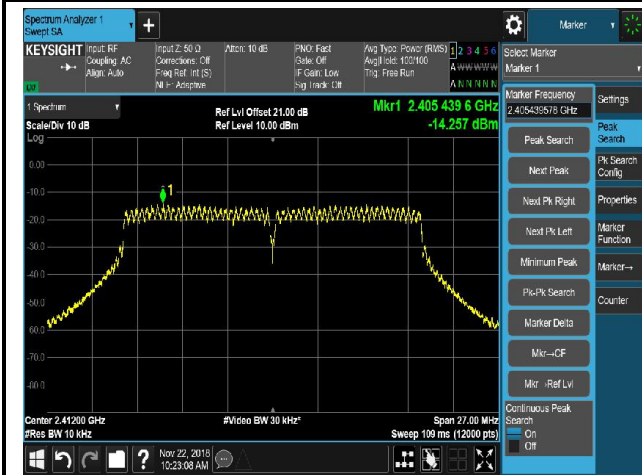 Spectrum Analyzer 1
Swept SA
+
Marker
KEYSIGHT
Input: RF
Coupling: AC
Align: Auto
Input Z: 50 Ω
Corrections: Off
Freq Ref: Int (S)
NFE: Adaptive
Atten: 10 dB
PNO: Fast
Gate: Off
IF Gain: Low
Sig Track: Off
Avg Type: Power (RMS)
Avg|Hold: 100/100
Trig: Free Run
1 2 3 4 5 6
A W W W W W
A N N N N N
LXI
Select Marker
Marker 1
1 Spectrum
Scale/Div 10 dB
Log
Ref Lvl Offset 21.00 dB
Ref Level 10.00 dBm
Mkr1 2.405 439 6 GHz
-14.257 dBm
Marker Frequency
2.405439578 GHz
Peak Search
Next Peak
Next Pk Right
Next Pk Left
Minimum Peak
Pk-Pk Search
Marker Delta
Mkr→CF
Mkr→Ref Lvl
Continuous Peak
Search
On
Off
Settings
Peak
Search
Pk Search
Config
Properties
Marker
Function
Marker→
Counter
0.00
-10.0
-20.0
-30.0
-40.0
-50.0
-60.0
-70.0
-80.0
1
Center 2.41200 GHz
#Res BW 10 kHz
#Video BW 30 kHz*
Span 27.00 MHz
Sweep 109 ms (12000 pts)
?
Nov 22, 2018
10:23:08 AM